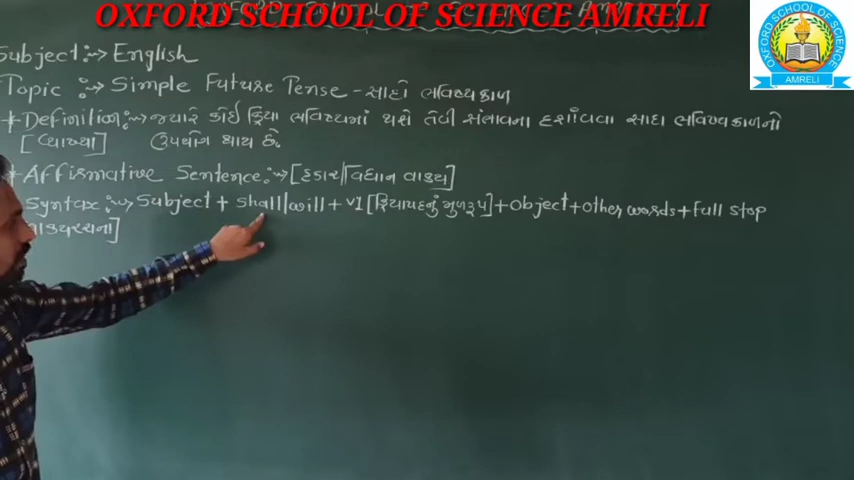 OXFORD SCHOOL OF SCIENCE AMRELI
OXFORD SCHOOL OF SCIENCE
AMRELI
Subject :→ English
Topic :→ Simple Future Tense - સાદો ભવિષ્યકાળ
* Definition :→ જ્યારે કોઈ ક્રિયા ભવિષ્યમાં થશે તેવી સંભાવના દર્શાવવા સાદા ભવિષ્યકાળનો
[વ્યાખ્યા] ઉપયોગ થાય છે.
* Affirmative Sentence :→ [હકાર/વિધાન વાક્ય]
Syntax :→ Subject + shall/will + v1 [ક્રિયાપદનું મુળરૂપ] + object + other words + full stop
વાક્યરચના]